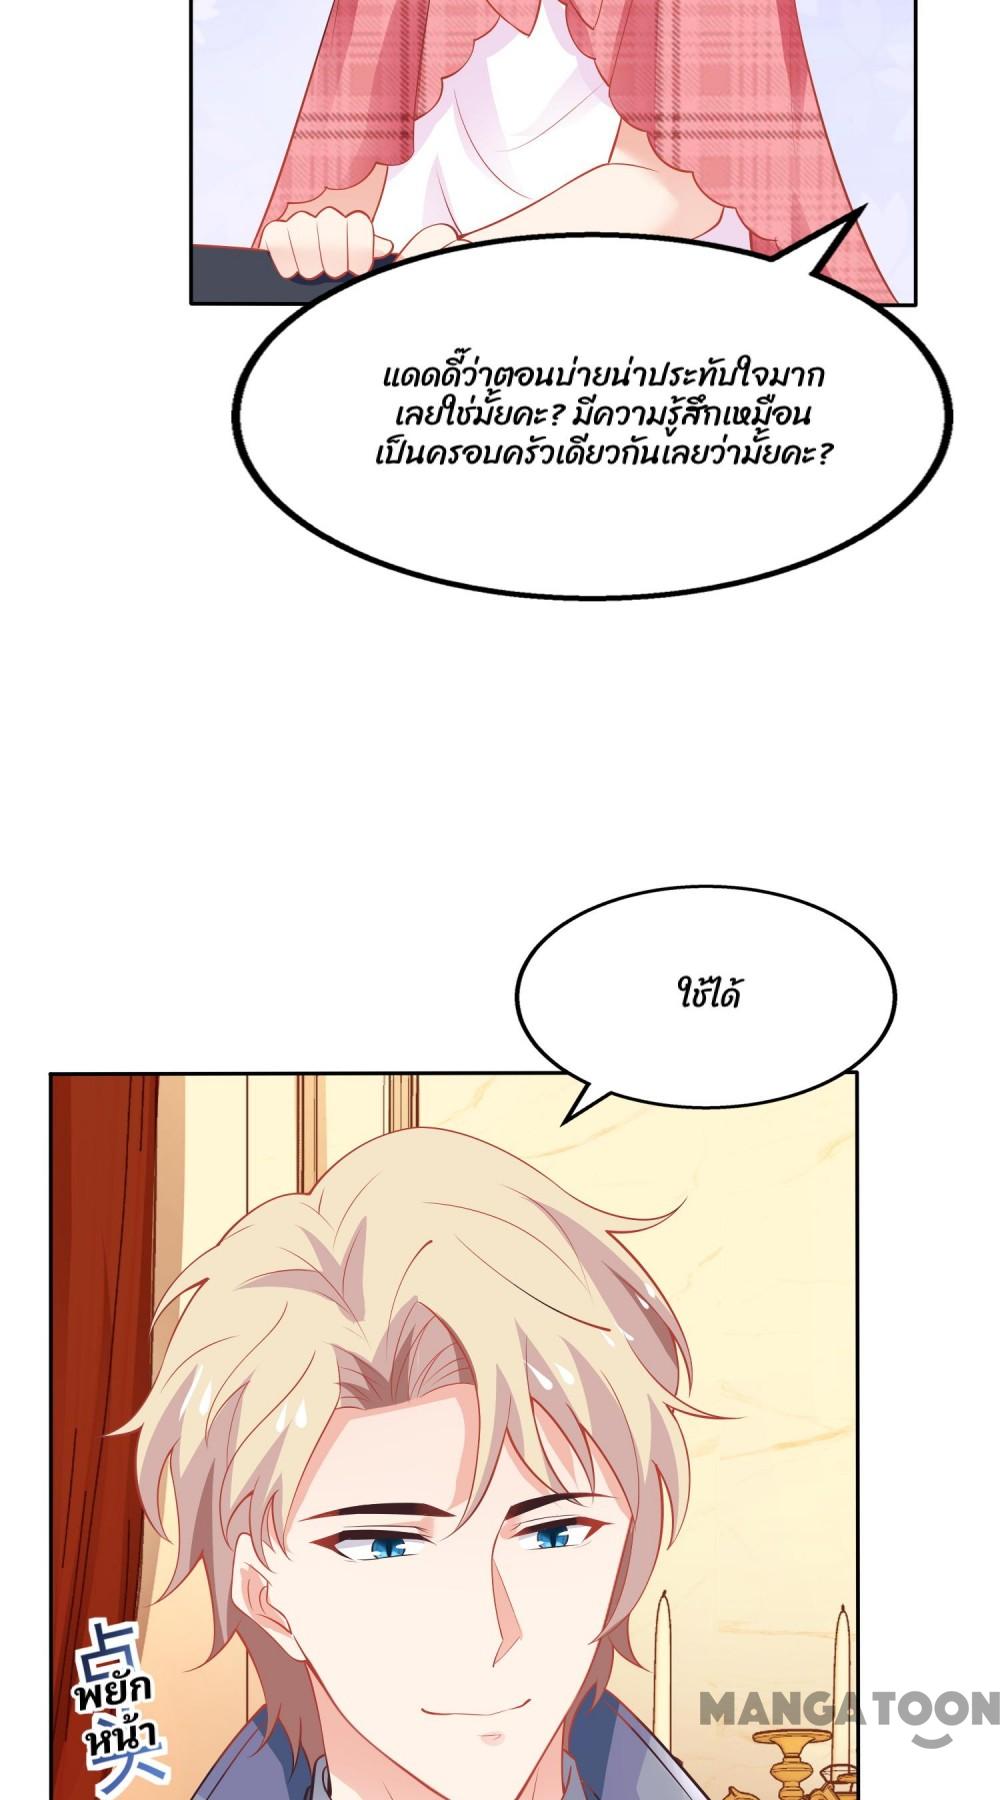 แดดดี๊ว่าตอนบ่ายน่าประทับใจมาก
เลยใช่มั้ยคะ? มีความรู้สึกเหมือน
เป็นครอบครัวเดียวกันเลยว่ามั้ยคะ?
ใช้ได้
点头
พยัก
หน้า
MANGATOON